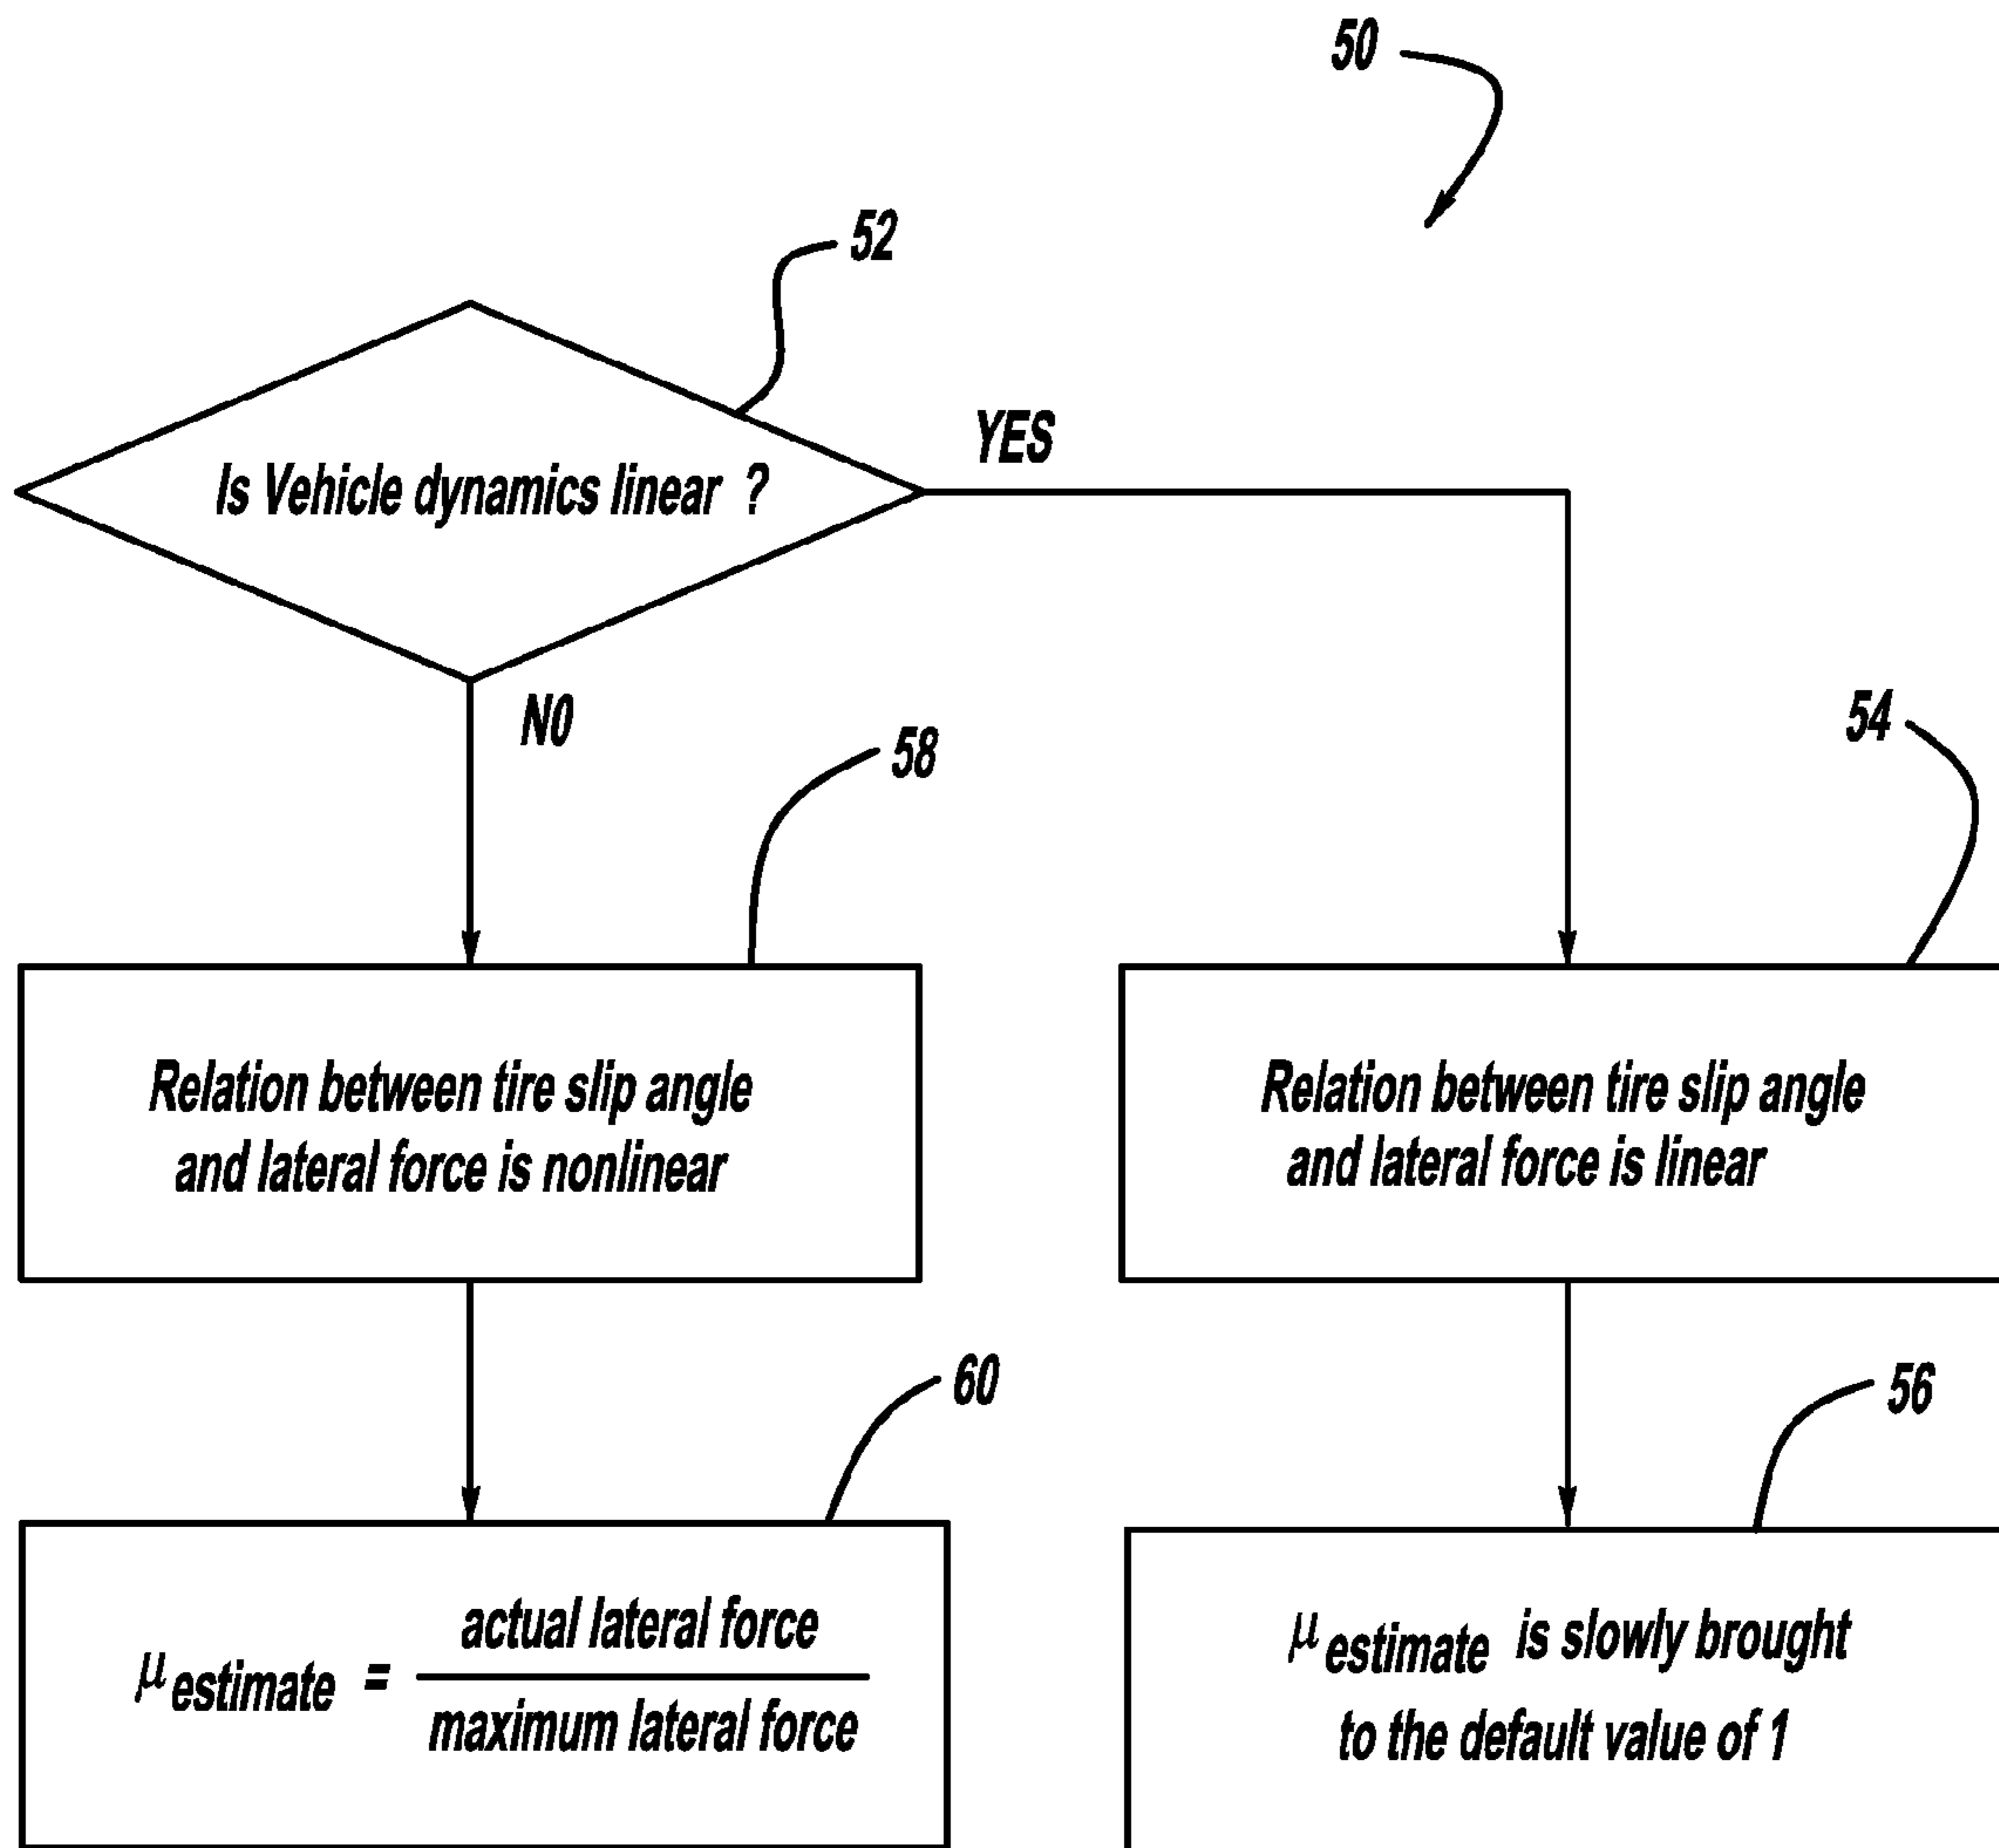 50
52
Is Vehicle dynamics linear ?
YES
NO
58
54
Relation between tire slip angle
and lateral force is nonlinear
Relation between tire slip angle
and lateral force is linear
60
56
μestimate = actual lateral force
maximum lateral force
μestimate is slowly brought
to the default value of 1